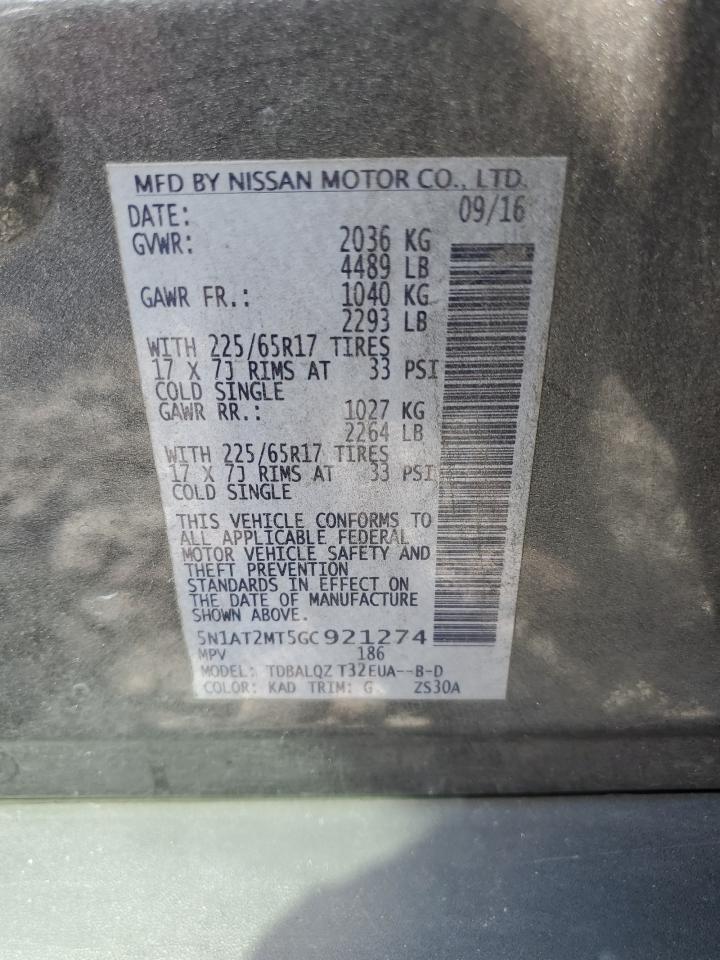 MFD BY NISSAN MOTOR CO., LTD.
DATE: 09/16
GVWR: 2036 KG
4489 LB
GAWR FR.: 1040 KG
2293 LB
WITH 225/65R17 TIRES
17 X 7J RIMS AT 33 PSI
COLD SINGLE
GAWR RR.: 1027 KG
2264 LB
WITH 225/65R17 TIRES
17 X 7J RIMS AT 33 PSI
COLD SINGLE
THIS VEHICLE CONFORMS TO
ALL APPLICABLE FEDERAL
MOTOR VEHICLE SAFETY AND
THEFT PREVENTION
STANDARDS IN EFFECT ON
THE DATE OF MANUFACTURE
SHOWN ABOVE.
5N1AT2MT5GC921274
MPV 186
MODEL: TDBALQZ T32EUA--B-D
COLOR: KAD TRIM: G ZS30A